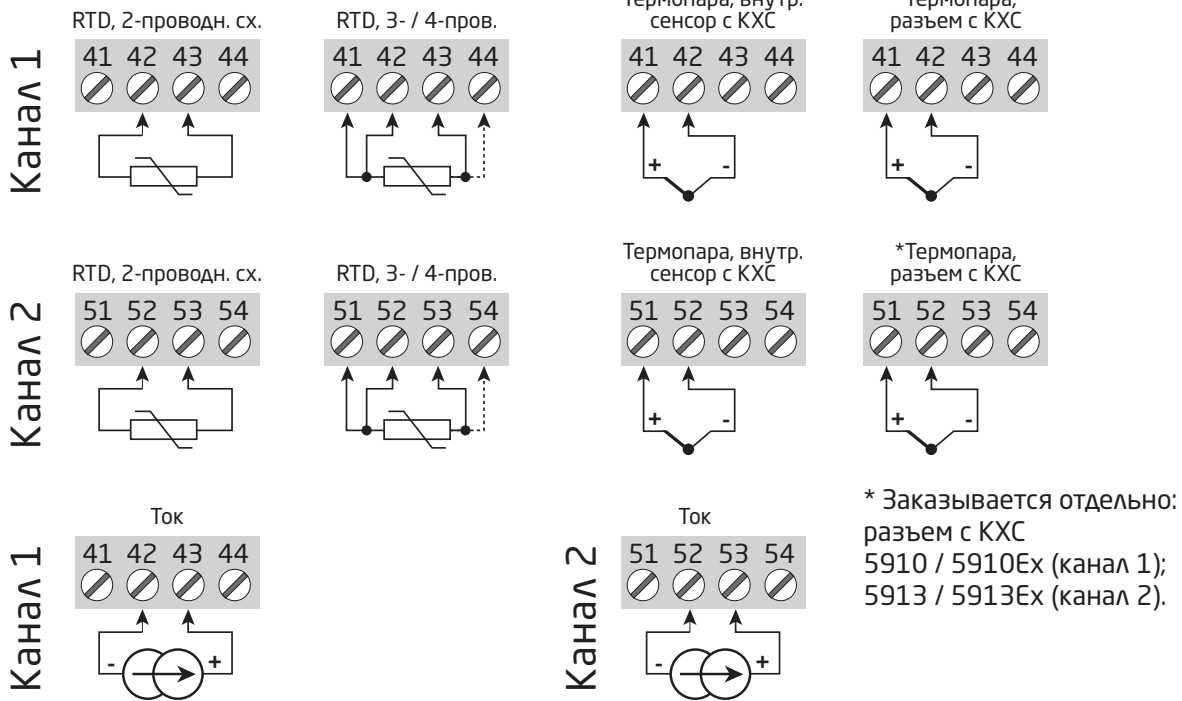 RTD, 2-проводн. сх.
RTD, 3- / 4-пров.
Термопара, внутр.
сенсор с КХС
*Термопара,
разъем с КХС
Канал 1
41 42 43 44
41 42 43 44
41 42 43 44
41 42 43 44
+ -
+ -
RTD, 2-проводн. сх.
RTD, 3- / 4-пров.
Термопара, внутр.
сенсор с КХС
*Термопара,
разъем с КХС
Канал 2
51 52 53 54
51 52 53 54
51 52 53 54
51 52 53 54
+ -
+ -
Ток
Канал 1
41 42 43 44
- +
Ток
Канал 2
51 52 53 54
- +
* Заказывается отдельно:
разъем с КХС
5910 / 5910Ex (канал 1);
5913 / 5913Ex (канал 2).